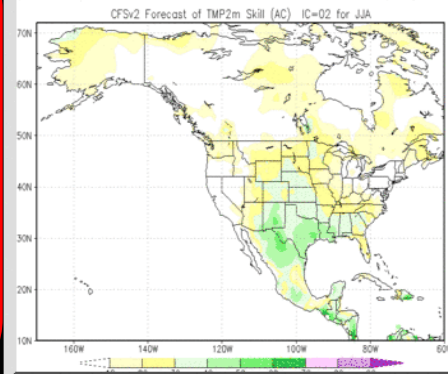 CFSv2 Forecast of TMP2m Skill (AC) IC=02 for JJA
70N
60N
50N
40N
30N
20N
10N
160W 140W 120W 100W 80W 60